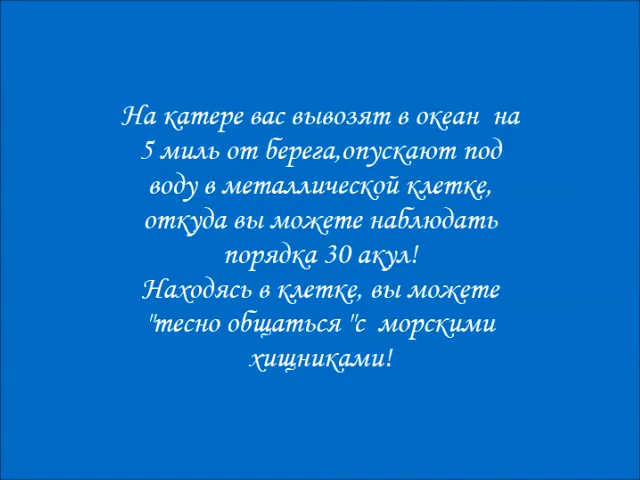 На катере вас вывозят в океан  на
5 миль от берега,опускают под
воду в металлической клетке,
откуда вы можете наблюдать
порядка 30 акул!
Находясь в клетке, вы можете
"тесно общаться "с  морскими
хищниками!